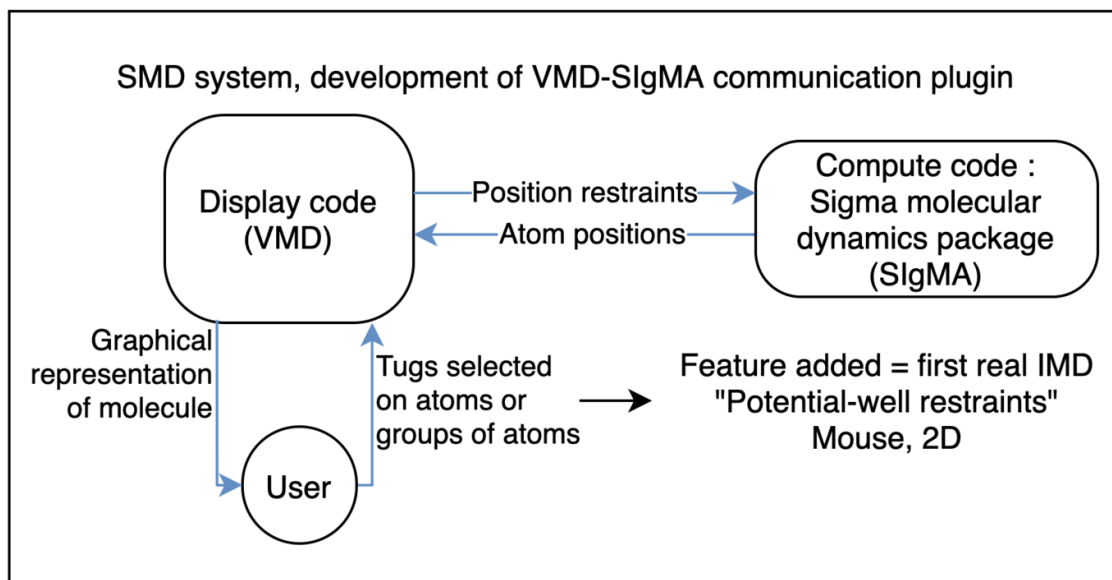 SMD system, development of VMD-SIgMA communication plugin
Display code
(VMD)
Position restraints
Atom positions
Compute code :
Sigma molecular
dynamics package
(SIgMA)
Graphical
representation
of molecule
Tugs selected
on atoms or
groups of atoms
Feature added = first real IMD
"Potential-well restraints"
Mouse, 2D
User